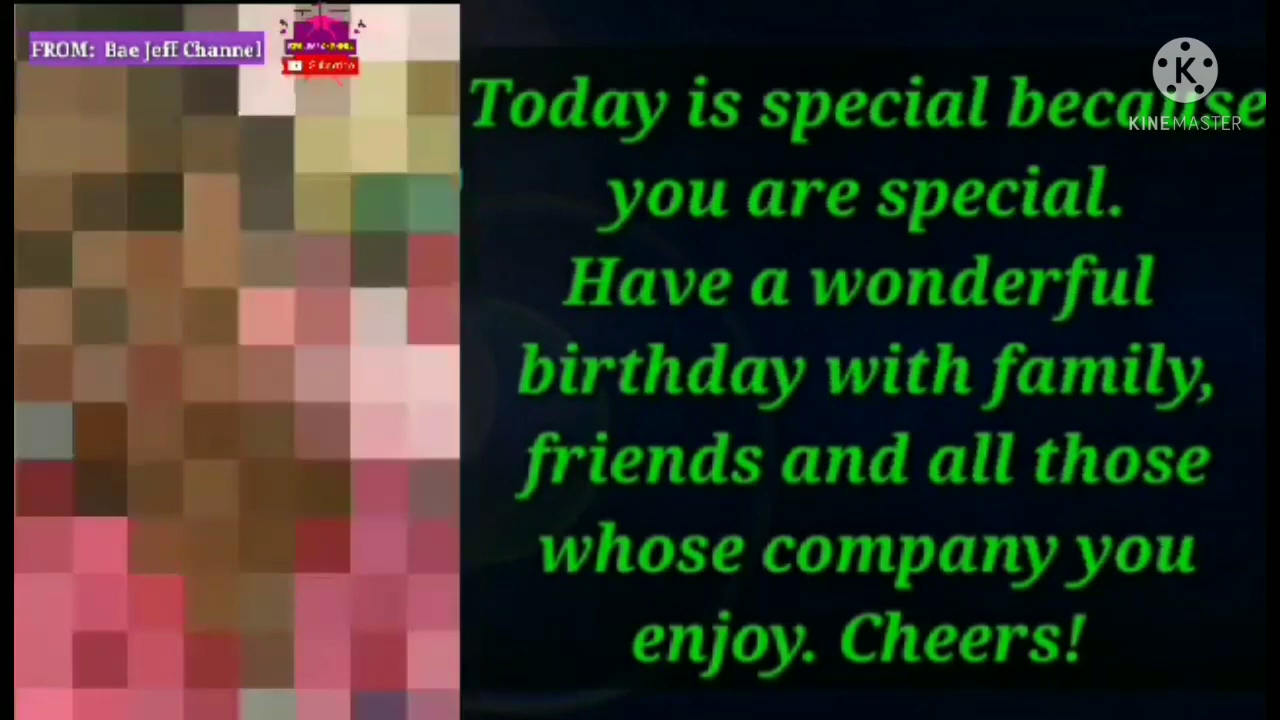 FROM: Bae Jeff Channel
Subscribe
Today is special because
you are special.
Have a wonderful
birthday with family,
friends and all those
whose company you
enjoy. Cheers!
KINEMASTER